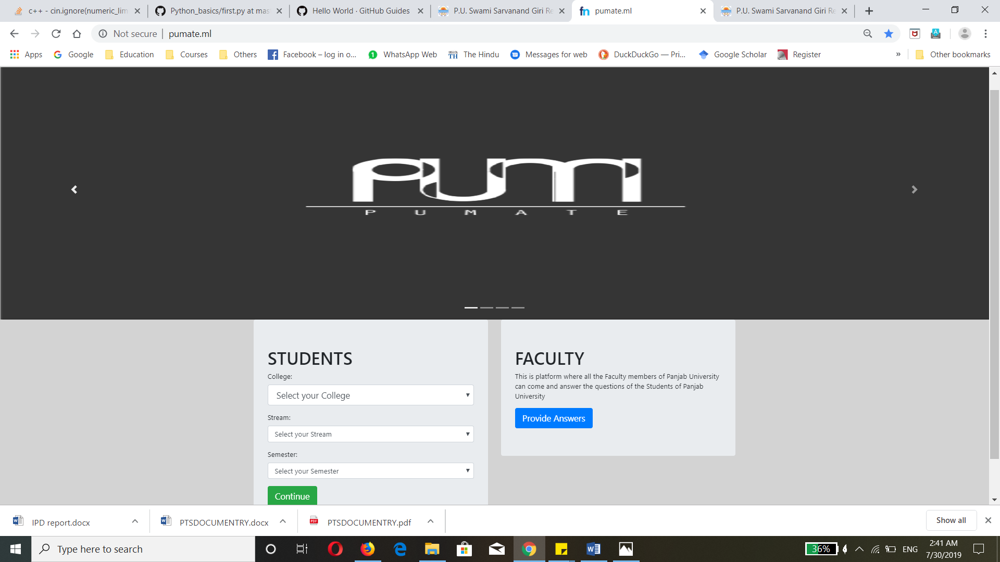 c++ - cin.ignore(numeric_lim
Python_basics/first.py at mas
Hello World · GitHub Guides
P.U. Swami Sarvanand Giri Re
pumate.ml
P.U. Swami Sarvanand Giri Re
Not secure | pumate.ml
Apps
Google
Education
Courses
Others
Facebook – log in o...
WhatsApp Web
The Hindu
Messages for web
DuckDuckGo — Pri...
Google Scholar
Register
»
Other bookmarks
pum
PUMATE
STUDENTS
College:
Select your College
Stream:
Select your Stream
Semester:
Select your Semester
Continue
FACULTY
This is platform where all the Faculty members of Panjab University
can come and answer the questions of the Students of Panjab
University
Provide Answers
IPD report.docx
PTSDOCUMENTRY.docx
PTSDOCUMENTRY.pdf
Show all
Type here to search
36%
ENG
2:41 AM
7/30/2019